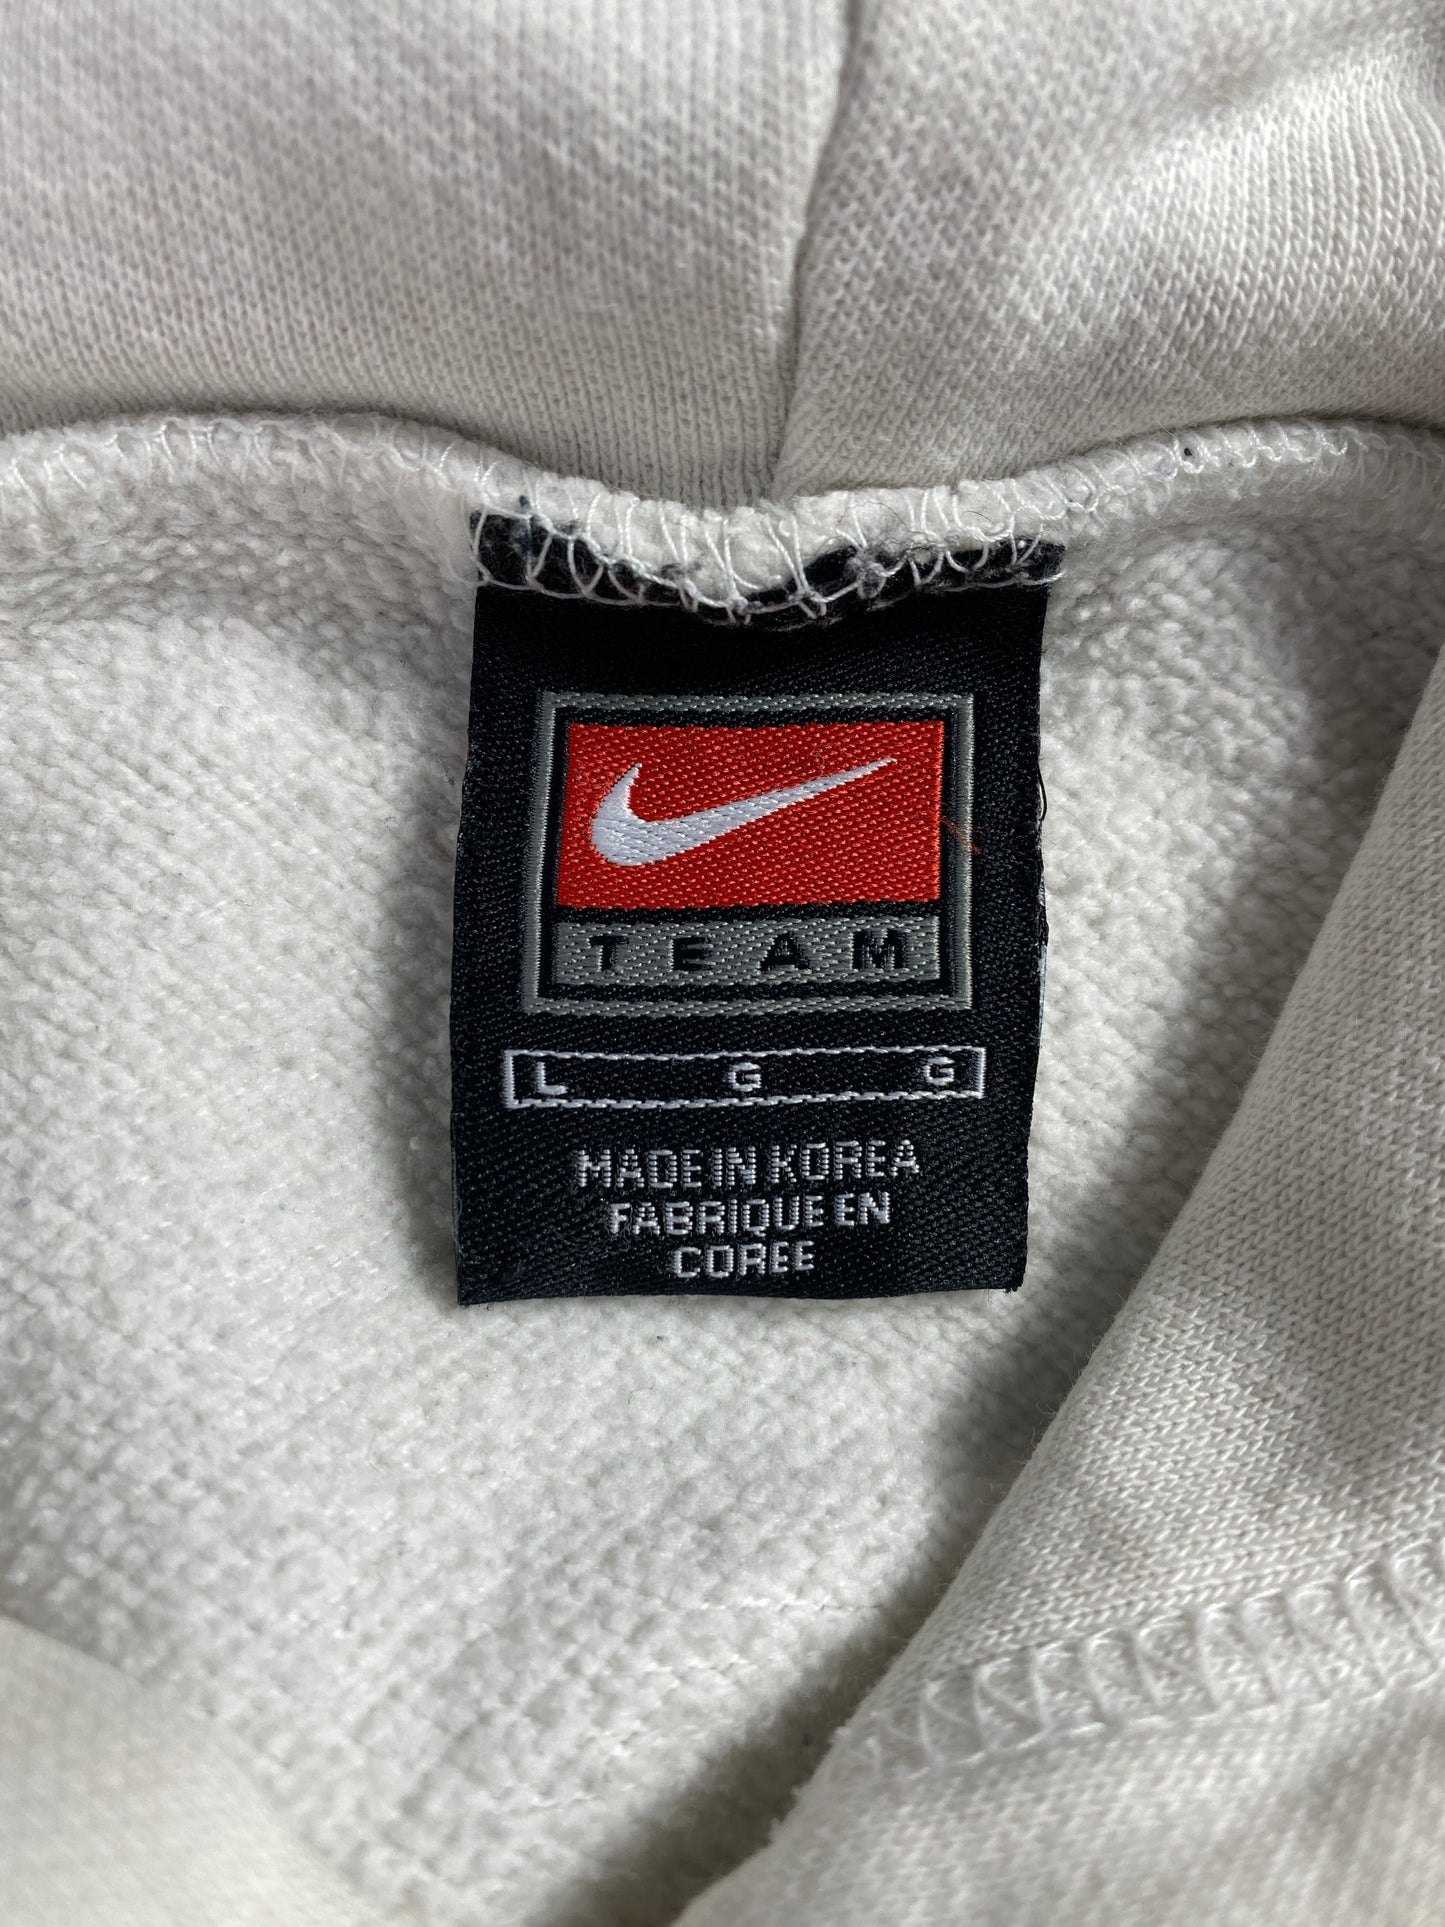 TEAM
L G G
MADE IN KOREA
FABRIQUE EN
COREE